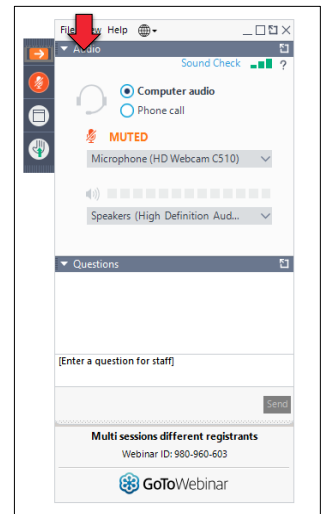 File View Help
Audio
Sound Check ?
Computer audio
Phone call
MUTED
Microphone (HD Webcam C510)
Speakers (High Definition Aud...
Questions
[Enter a question for staff]
Send
Multi sessions different registrants
Webinar ID: 980-960-603
GoToWebinar